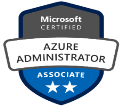 Microsoft
CERTIFIED
AZURE
ADMINISTRATOR
ASSOCIATE